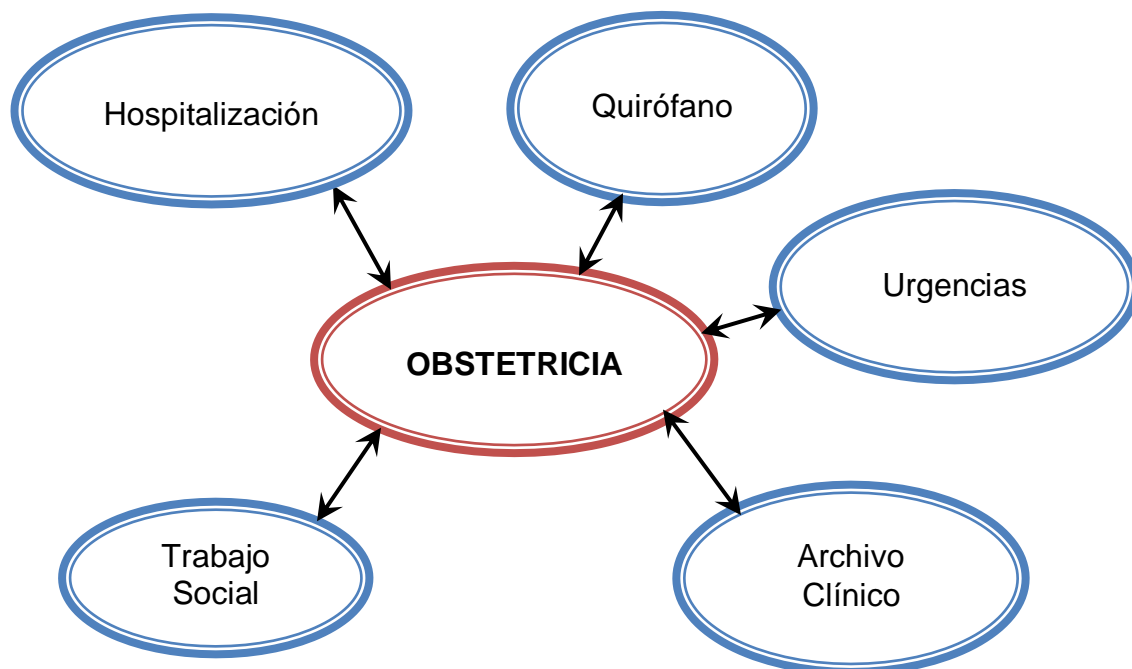 Hospitalización
Quirófano
Urgencias
OBSTETRICIA
Trabajo
Social
Archivo
Clínico